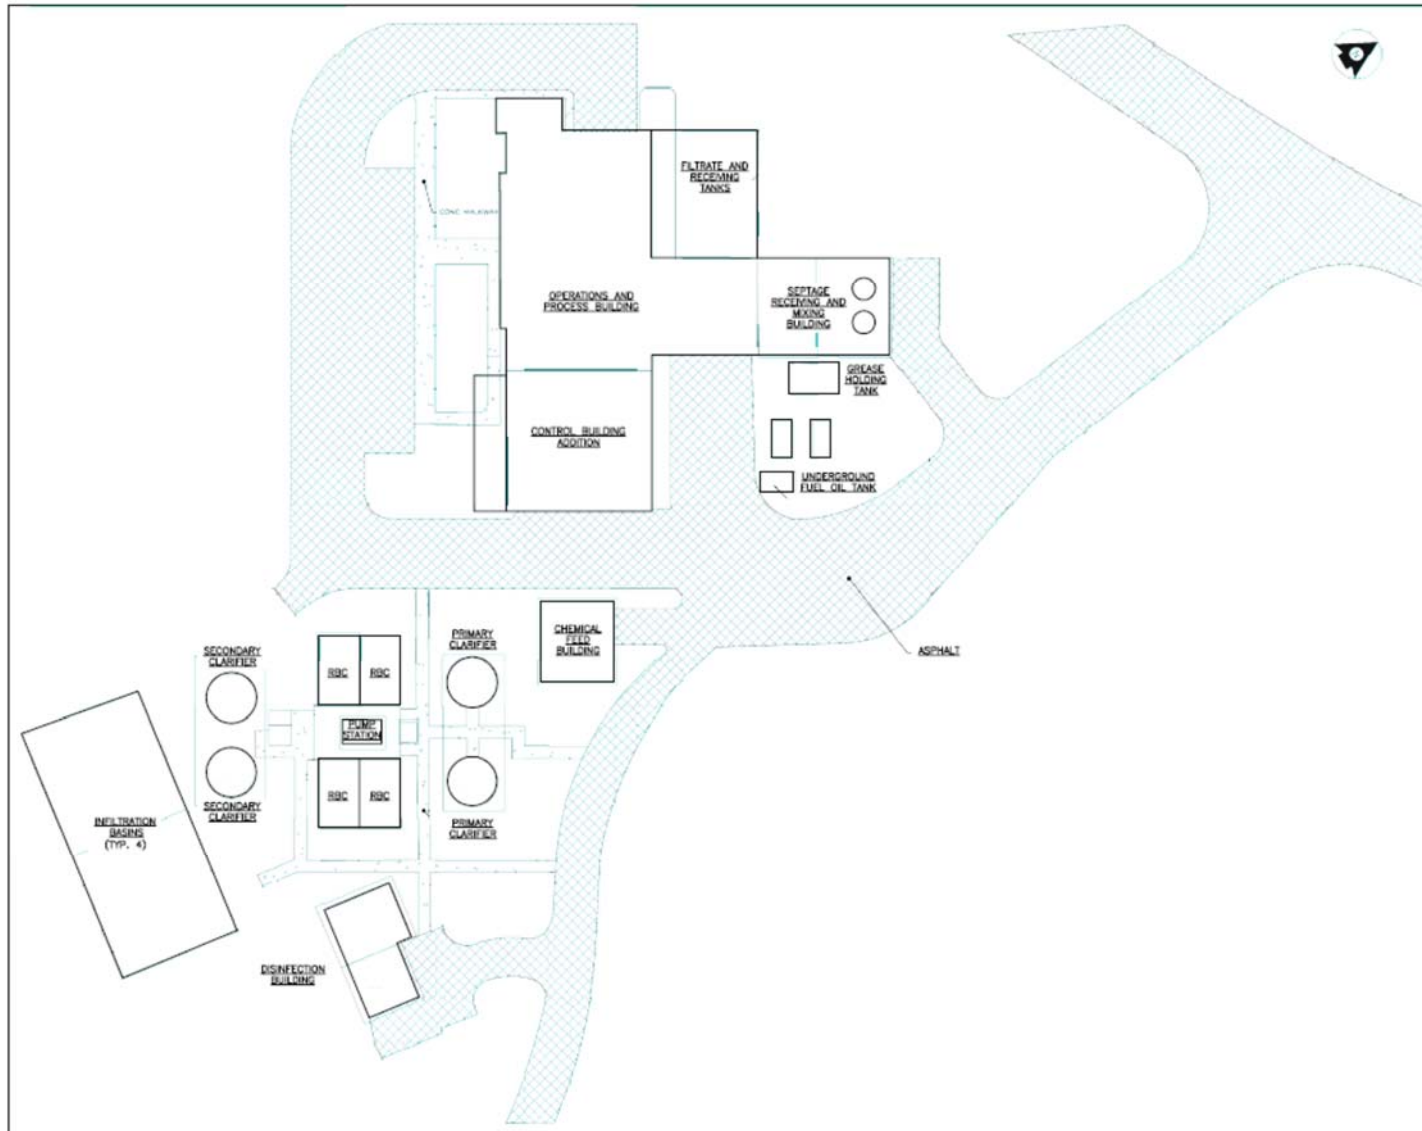 FILTRATE AND
RECEIVING
TANKS
CONC WALKWAY
OPERATIONS AND
PROCESS BUILDING
SEPTAGE
RECEIVING AND
MIXING
BUILDING
GREASE
HOLDING
TANK
CONTROL BUILDING
ADDITION
UNDERGROUND
FUEL OIL TANK
CHEMICAL
FEED
BUILDING
PRIMARY
CLARIFIER
SECONDARY
CLARIFIER
ASPHALT
RBC
RBC
PUMP
STATION
RBC
RBC
SECONDARY
CLARIFIER
PRIMARY
CLARIFIER
INFILTRATION
BASINS
(TYP. 4)
DISINFECTION
BUILDING